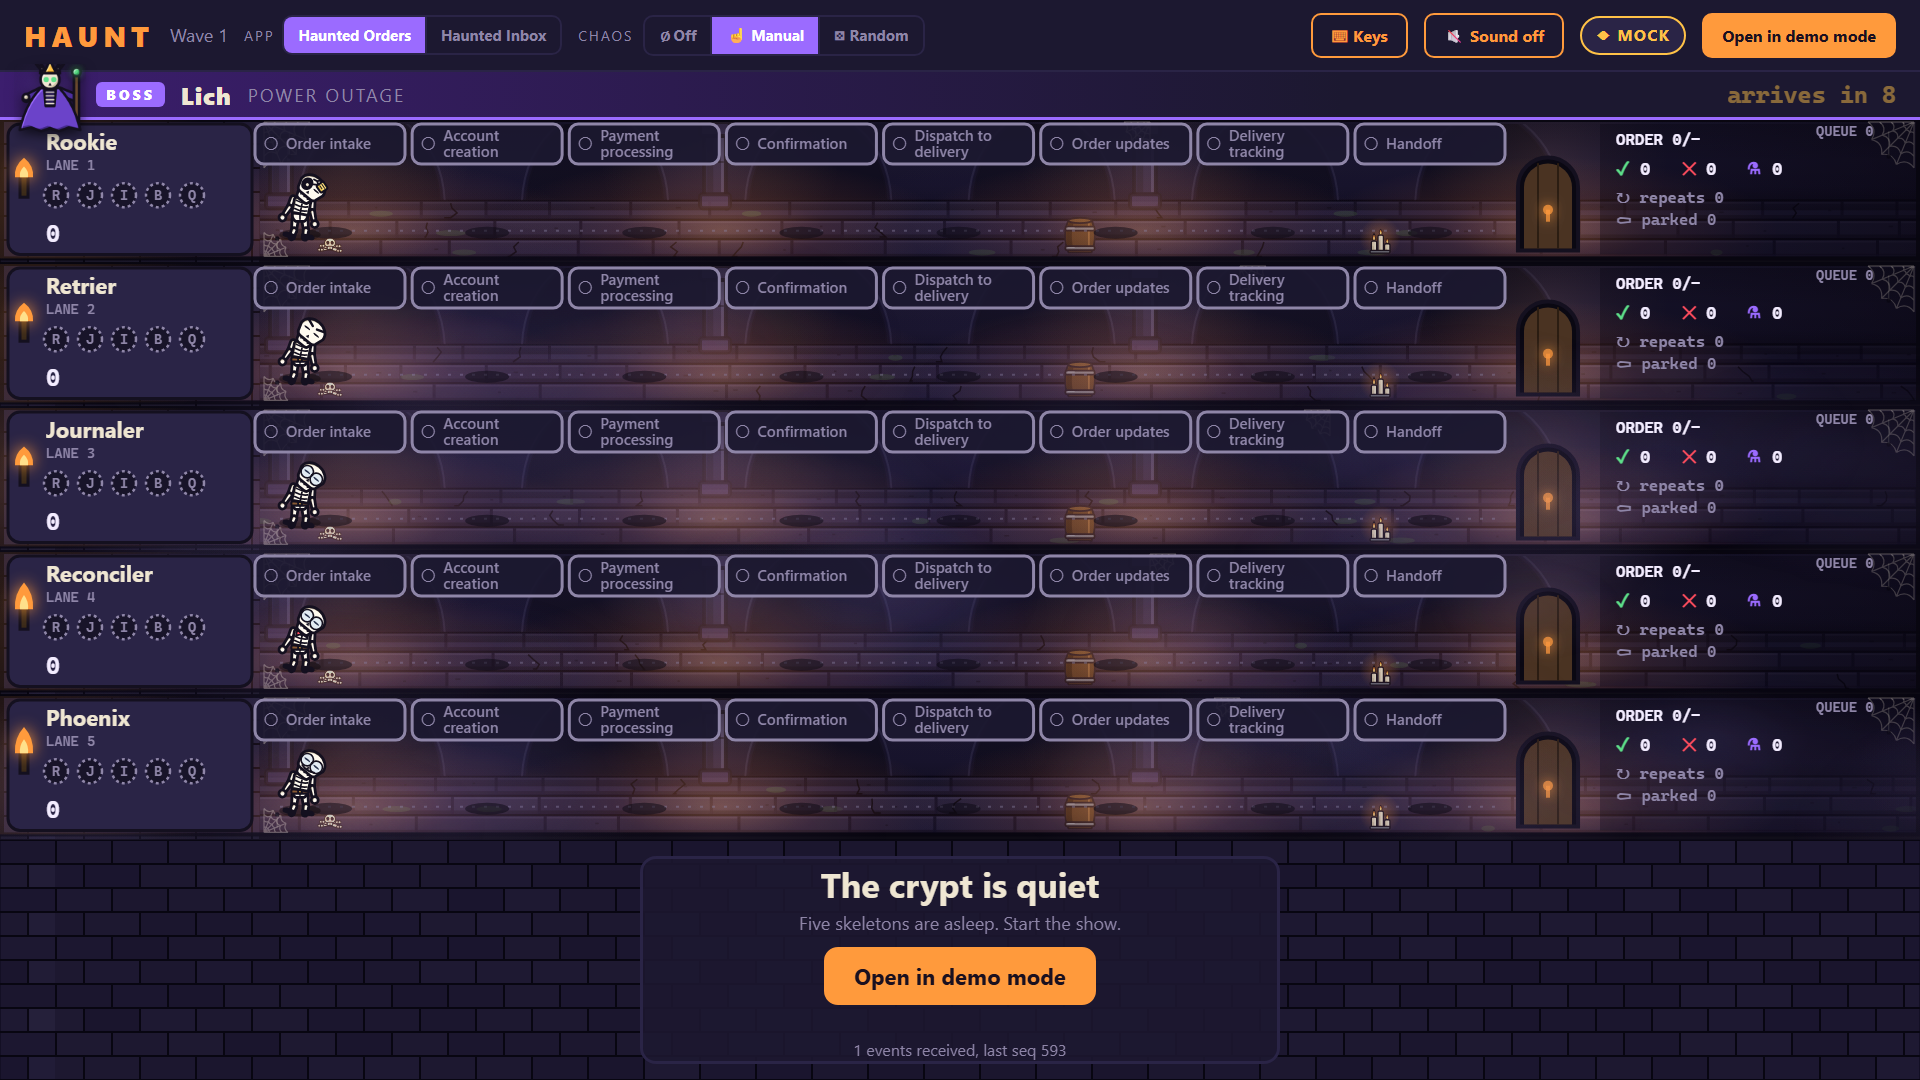 HAUNT Wave 1 APP Haunted Orders Haunted Inbox CHAOS Ø Off Manual Random Keys Sound off MOCK Open in demo mode
BOSS Lich POWER OUTAGE arrives in 8
Rookie
LANE 1
R J I B Q
0
Order intake
Account creation
Payment processing
Confirmation
Dispatch to delivery
Order updates
Delivery tracking
Handoff
ORDER 0/– QUEUE 0
✓ 0 ✕ 0 0
↻ repeats 0
parked 0
Retrier
LANE 2
R J I B Q
0
Order intake
Account creation
Payment processing
Confirmation
Dispatch to delivery
Order updates
Delivery tracking
Handoff
ORDER 0/– QUEUE 0
✓ 0 ✕ 0 0
↻ repeats 0
parked 0
Journaler
LANE 3
R J I B Q
0
Order intake
Account creation
Payment processing
Confirmation
Dispatch to delivery
Order updates
Delivery tracking
Handoff
ORDER 0/– QUEUE 0
✓ 0 ✕ 0 0
↻ repeats 0
parked 0
Reconciler
LANE 4
R J I B Q
0
Order intake
Account creation
Payment processing
Confirmation
Dispatch to delivery
Order updates
Delivery tracking
Handoff
ORDER 0/– QUEUE 0
✓ 0 ✕ 0 0
↻ repeats 0
parked 0
Phoenix
LANE 5
R J I B Q
0
Order intake
Account creation
Payment processing
Confirmation
Dispatch to delivery
Order updates
Delivery tracking
Handoff
ORDER 0/– QUEUE 0
✓ 0 ✕ 0 0
↻ repeats 0
parked 0
The crypt is quiet
Five skeletons are asleep. Start the show.
Open in demo mode
1 events received, last seq 593